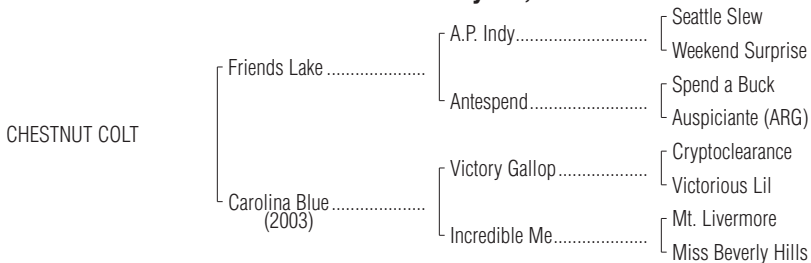 A.P. Indy
Seattle Slew
Weekend Surprise
Friends Lake
Antespend
Spend a Buck
Auspiciante (ARG)
CHESTNUT COLT
Carolina Blue
(2003)
Victory Gallop
Cryptoclearance
Victorious Lil
Incredible Me
Mt. Livermore
Miss Beverly Hills